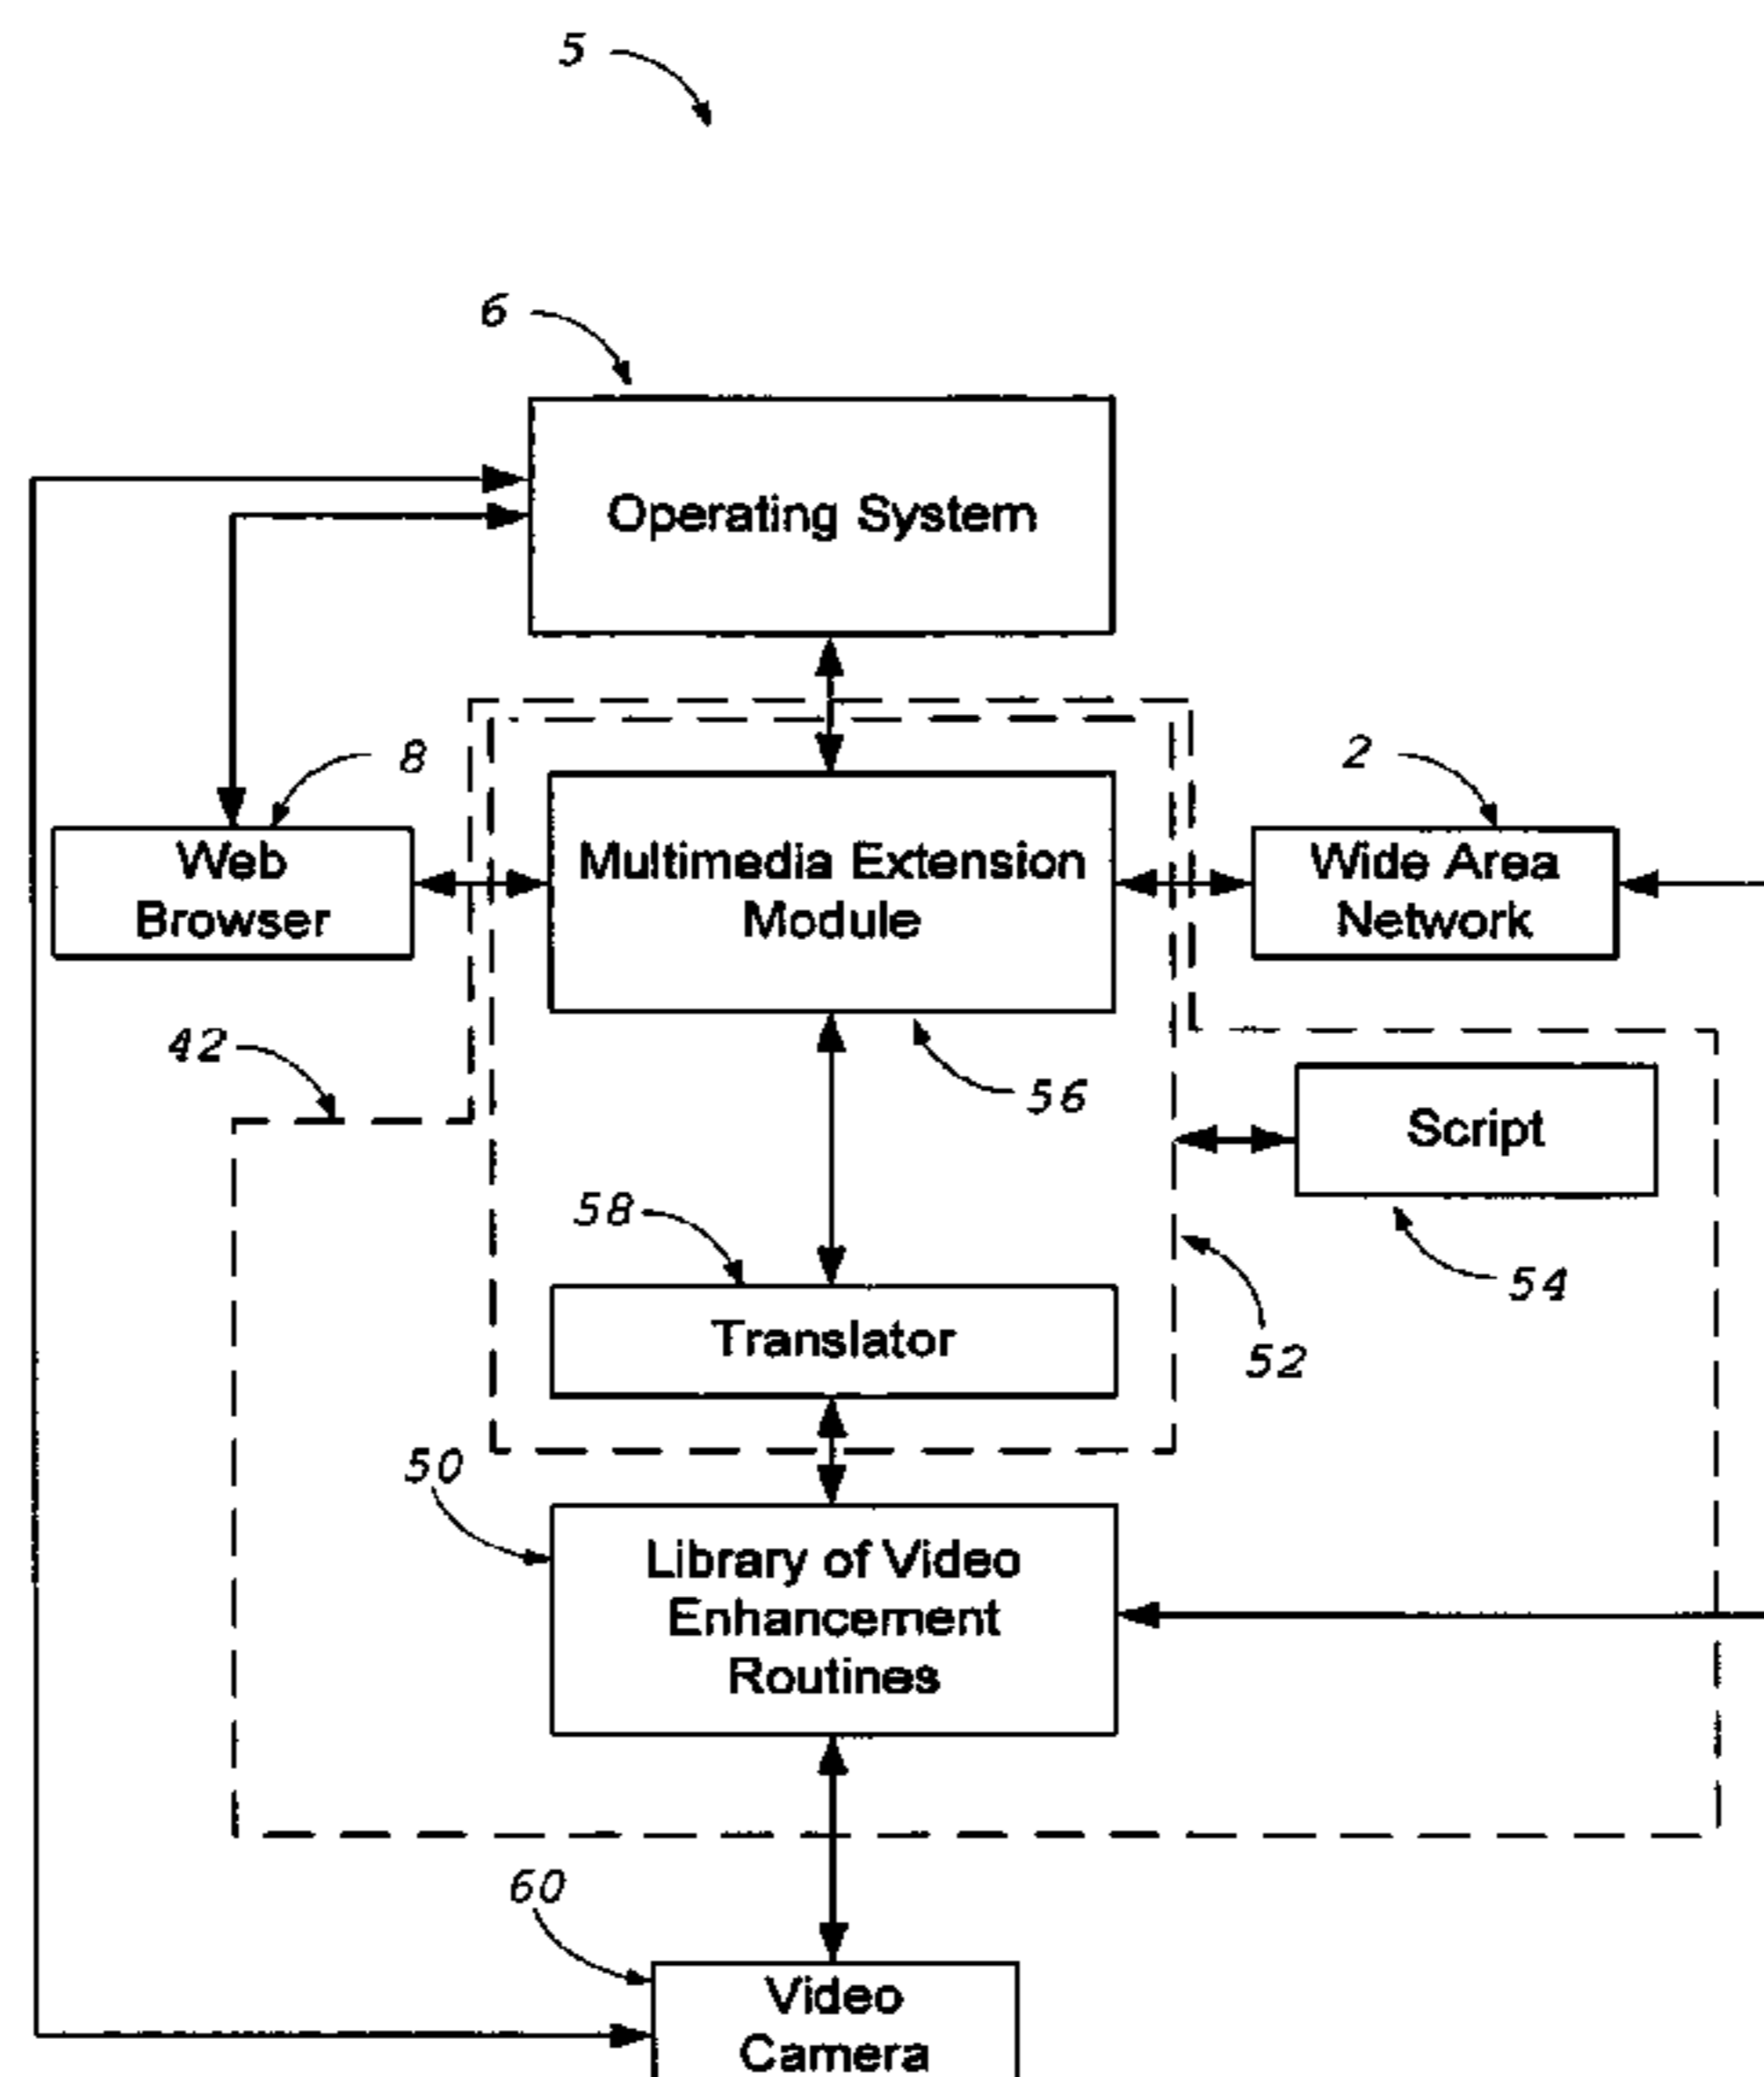 5
6
Operating System
8
2
Web
Browser
Multimedia Extension
Module
Wide Area
Network
42
56
Script
58
54
Translator
52
50
Library of Video
Enhancement
Routines
60
Video
Camera